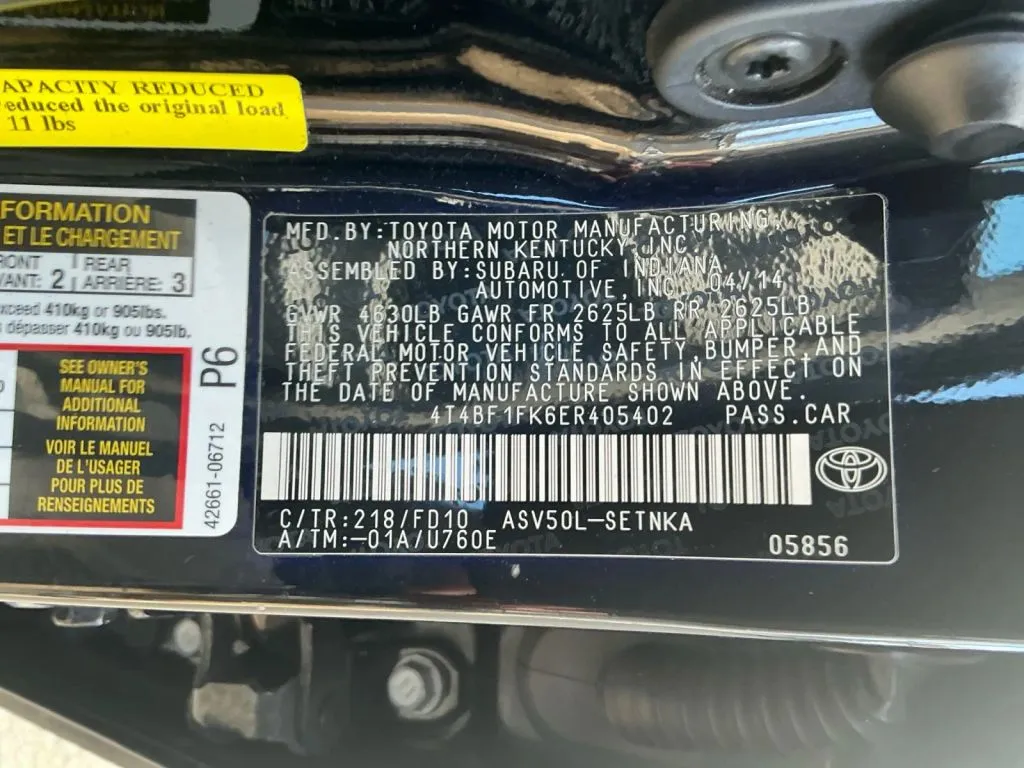 APACITY REDUCED
educed the original load
11 lbs
FORMATION
ET LE CHARGEMENT
RONT | REAR
VANT: 2 | ARRIERE: 3
xceed 410kg or 905lbs.
dépasser 410kg ou 905lb.
SEE OWNER'S
MANUAL FOR
ADDITIONAL
INFORMATION
VOIR LE MANUEL
DE L'USAGER
POUR PLUS DE
RENSEIGNEMENTS
P6
42661-06712
MFD.BY:TOYOTA MOTOR MANUFACTURING,
NORTHERN KENTUCKY,INC.
ASSEMBLED BY:SUBARU OF INDIANA
AUTOMOTIVE,INC. 04/14
GVWR 4630LB GAWR FR 2625LB RR 2625LB
THIS VEHICLE CONFORMS TO ALL APPLICABLE
FEDERAL MOTOR VEHICLE SAFETY,BUMPER,AND
THEFT PREVENTION STANDARDS IN EFFECT ON
THE DATE OF MANUFACTURE SHOWN ABOVE.
4T4BF1FK6ER405402 PASS.CAR
C/TR:218/FD10 ASV50L-SETNKA
A/TM:-01A/U760E
05856